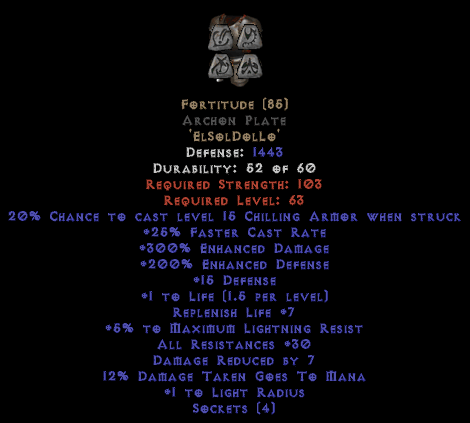 Fortitude (85)
Archon Plate
'ElSolDolLo'
Defense: 1443
Durability: 52 of 60
Required Strength: 103
Required Level: 63
20% Chance to cast level 15 Chilling Armor when struck
+25% Faster Cast Rate
+300% Enhanced Damage
+200% Enhanced Defense
+15 Defense
+1 to Life (1.5 per level)
Replenish Life +7
+5% to Maximum Lightning Resist
All Resistances +30
Damage Reduced by 7
12% Damage Taken Goes To Mana
+1 to Light Radius
Sockets (4)